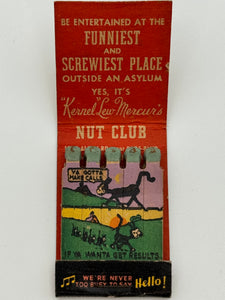 BE ENTERTAINED AT THE
FUNNIEST
AND
SCREWIEST PLACE
OUTSIDE AN ASYLUM
YES, IT'S
"Kernel" Lew Mercur's
NUT CLUB
YA GOTTA
MAKE CALLS
IF YA WANTA GET RESULTS
WE'RE NEVER
TOO BUSY TO SAY Hello!